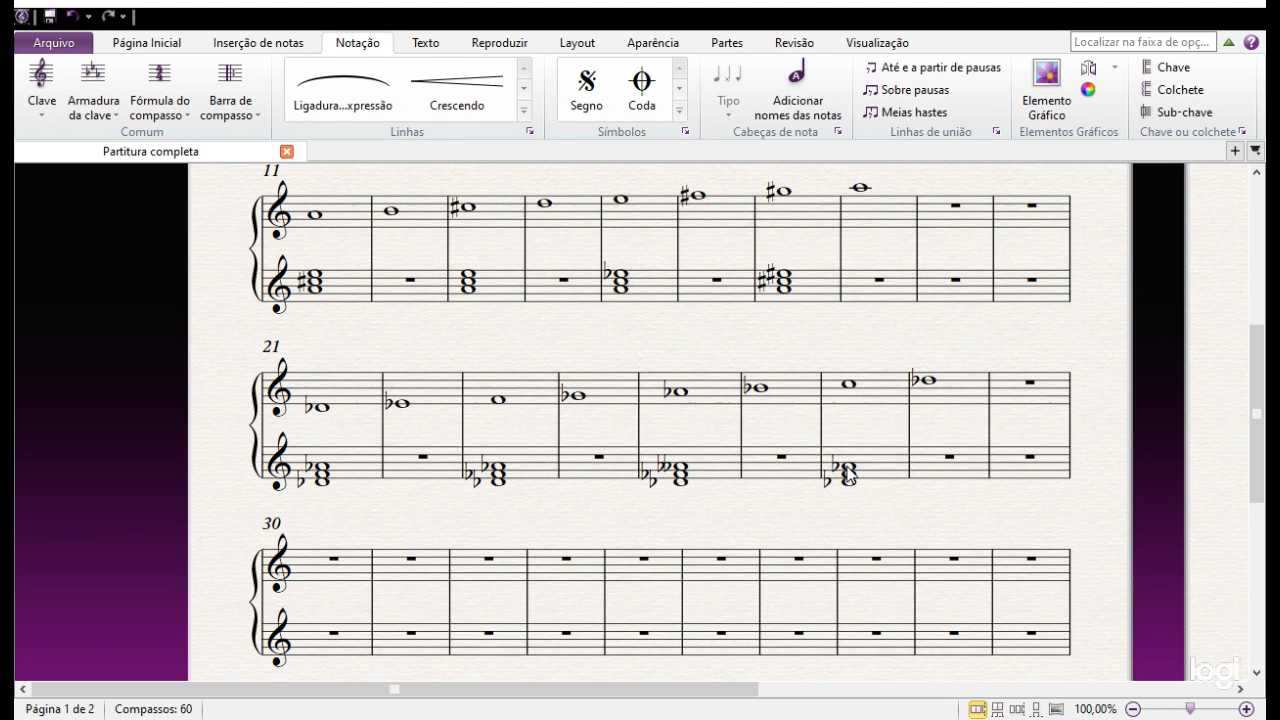 Arquivo Página Inicial Inserção de notas Notação Texto Reproduzir Layout Aparência Partes Revisão Visualização Localizar na faixa de opç...
Clave
Armadura
da clave
Fórmula do
compasso
Barra de
compasso
Comum
Ligadura...xpressão
Crescendo
Linhas
Segno
Coda
Símbolos
Tipo
Adicionar
nomes das notas
Cabeças de nota
Até e a partir de pausas
Sobre pausas
Meias hastes
Linhas de união
Elemento
Gráfico
Elementos Gráficos
Chave
Colchete
Sub-chave
Chave ou colchete
Partitura completa
11
21
30
logi
Página 1 de 2 Compassos: 60 100,00%